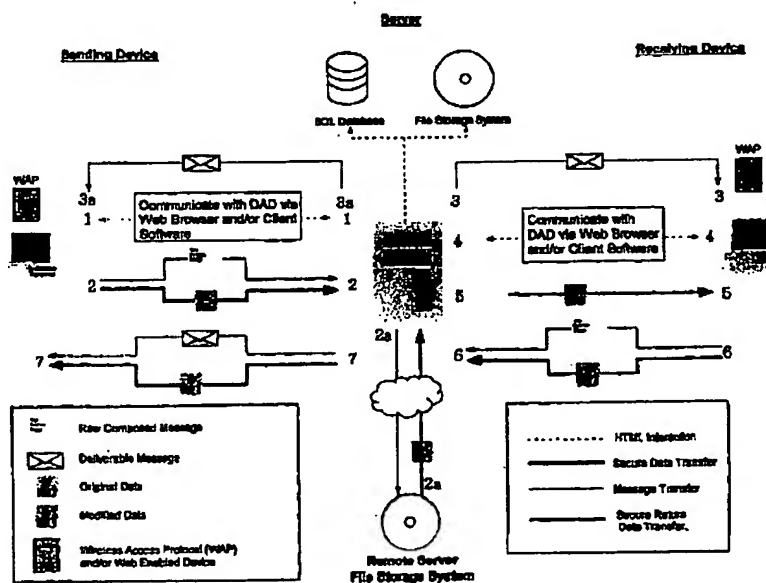 Server
Sending Device
Receiving Device
SQL Database
File Storage System
WAP
WAP
3a
3a
3
3
1
Communicate with DAD via
Web Browser and/or Client
Software
1
4
Communicate with
DAD via Web Browser
and/or Client Software
4
2
2
5
5
2a
7
7
6
6
2a
Remote Server
File Storage System
Raw Composed Message
Deliverable Message
Original Data
Modified Data
Wireless Access Protocol (WAP)
and/or Web Enabled Device
HTML Interaction
Secure Data Transfer
Message Transfer
Secure Return
Data Transfer